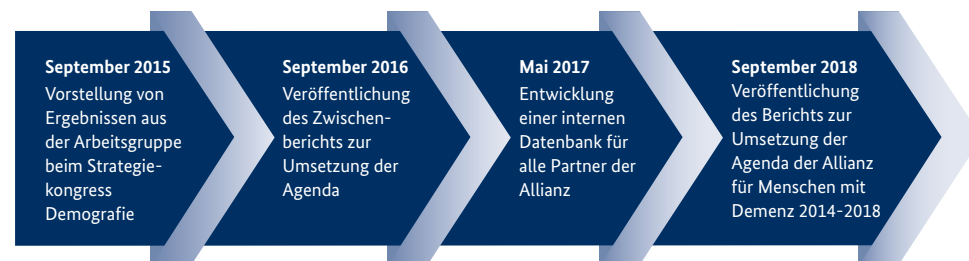 September 2015
Vorstellung von
Ergebnissen aus
der Arbeitsgruppe
beim Strategie-
kongress
Demografie
September 2016
Veröffentlichung
des Zwischen-
berichts zur
Umsetzung der
Agenda
Mai 2017
Entwicklung
einer internen
Datenbank für
alle Partner der
Allianz
September 2018
Veröffentlichung
des Berichts zur
Umsetzung der
Agenda der Allianz
für Menschen mit
Demenz 2014-2018